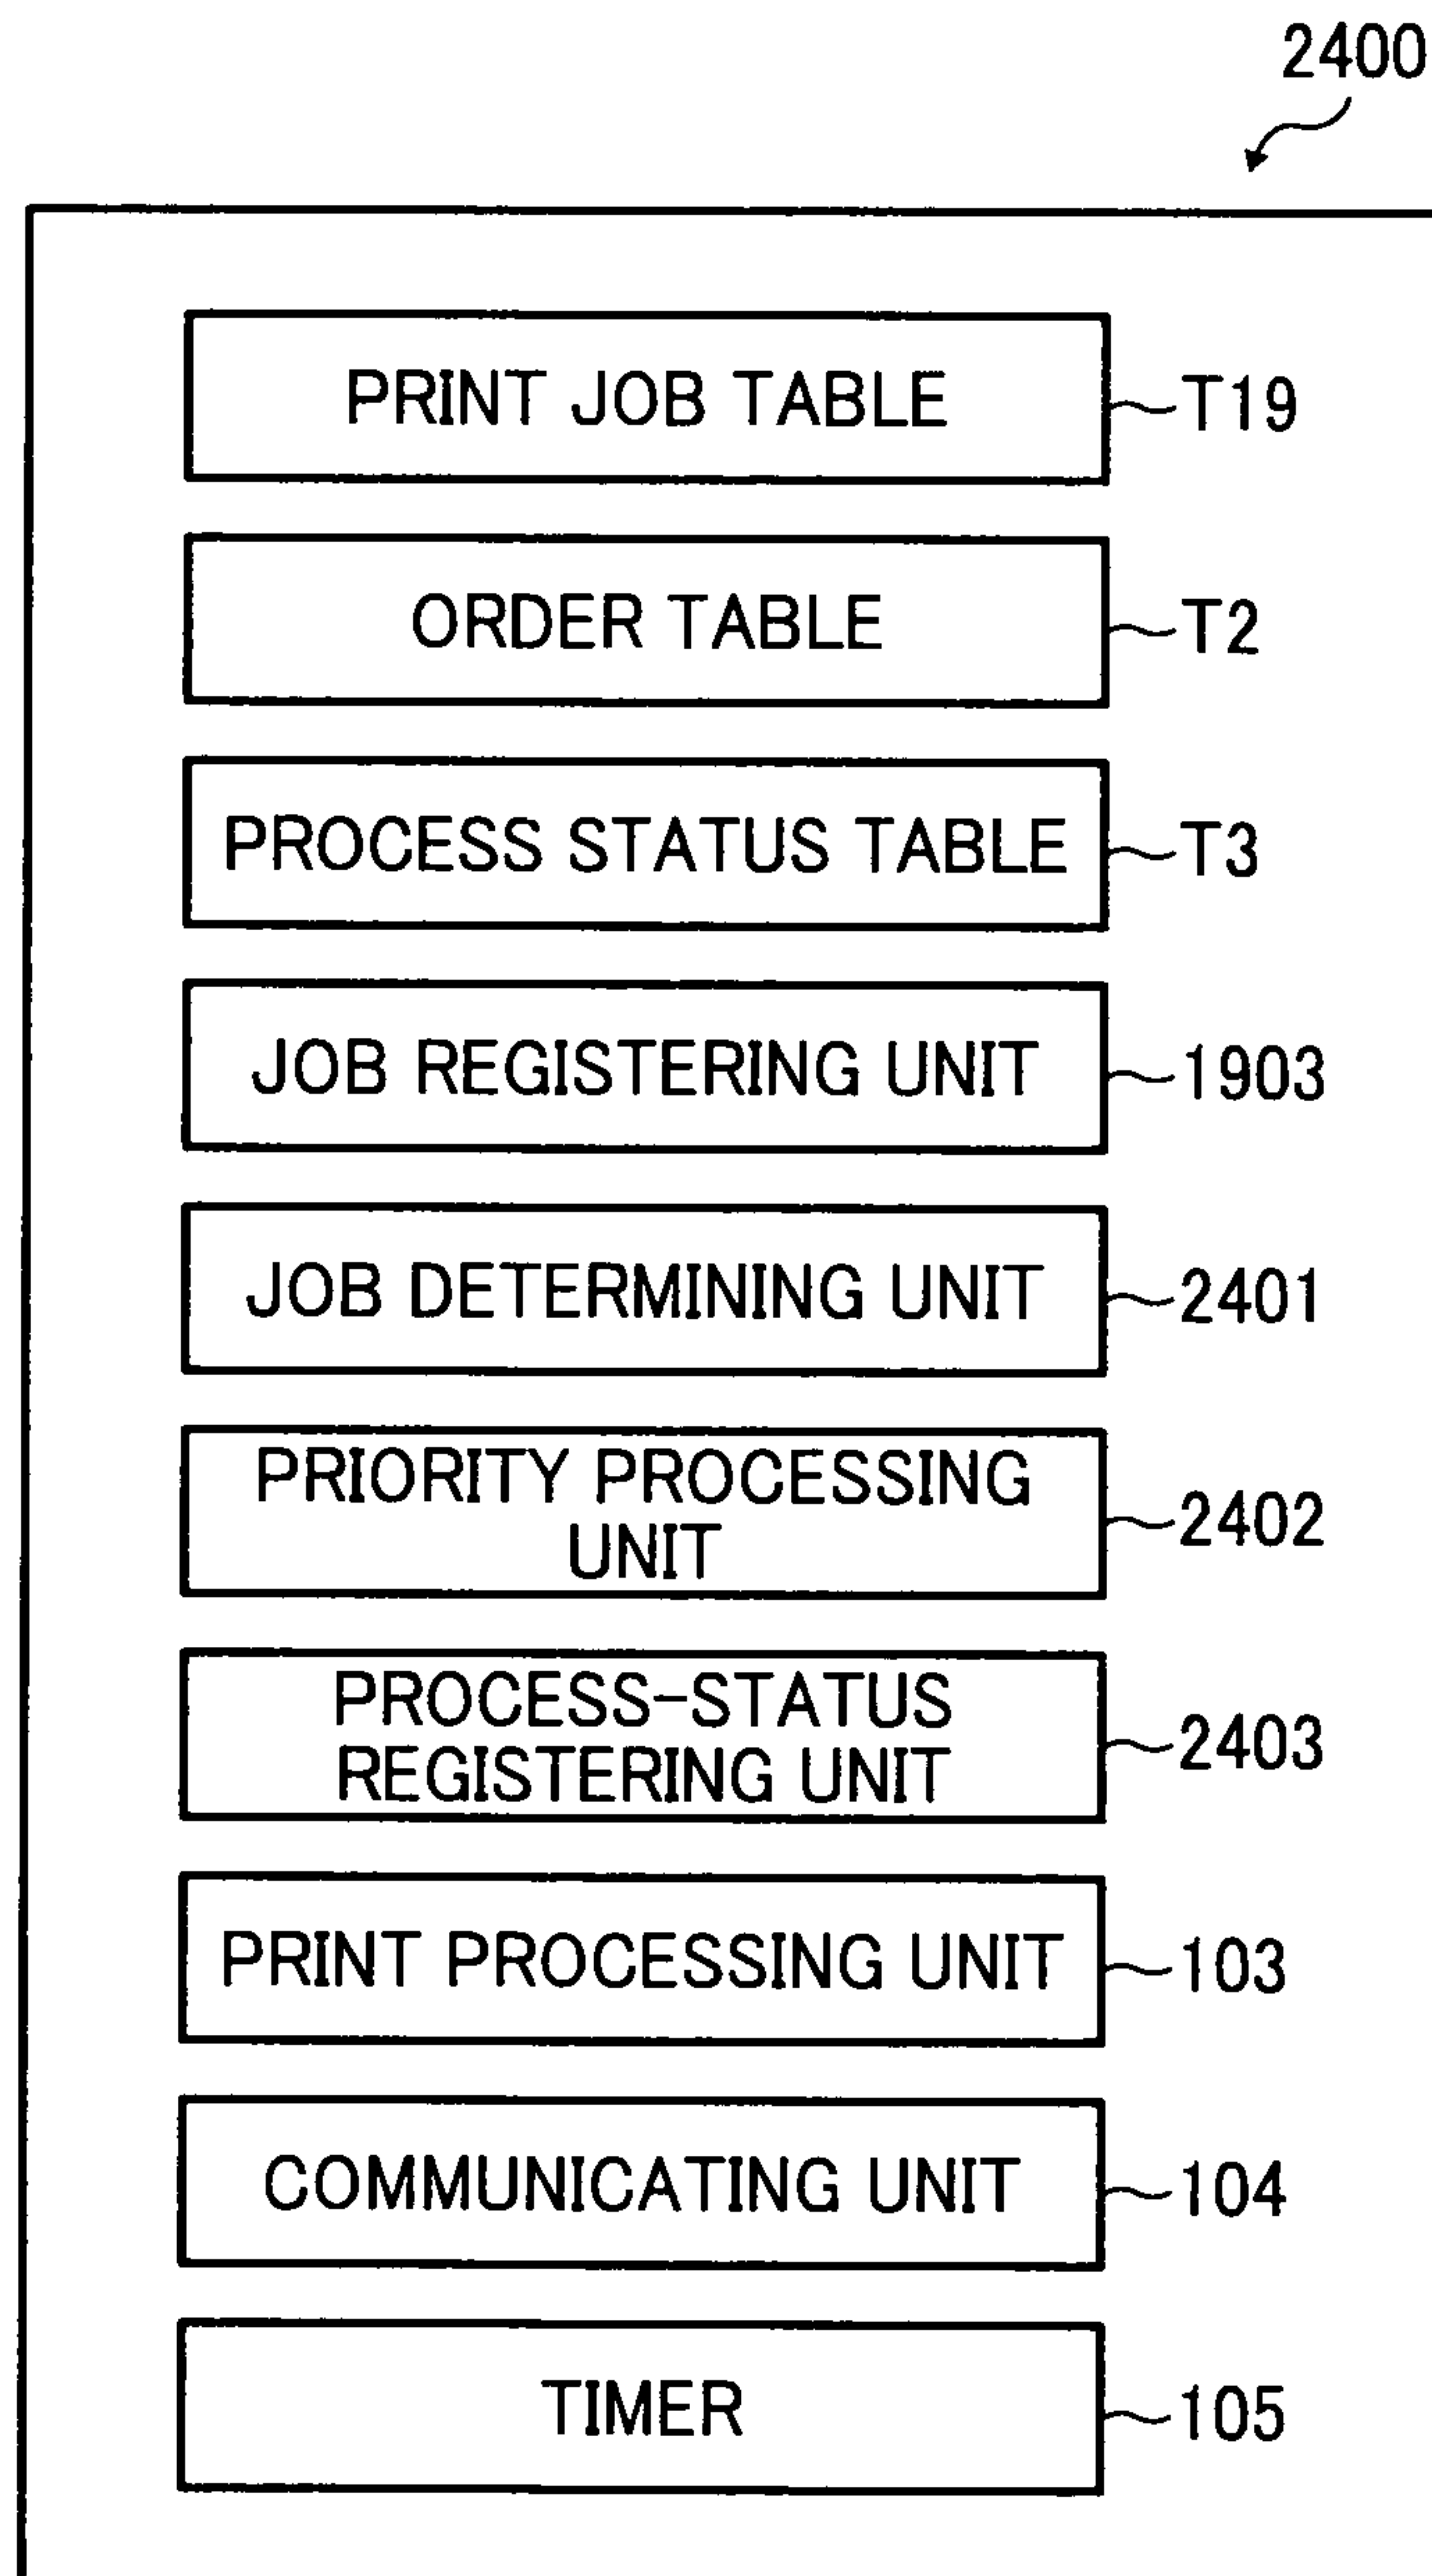 2400
PRINT JOB TABLE
T19
ORDER TABLE
T2
PROCESS STATUS TABLE
T3
JOB REGISTERING UNIT
1903
JOB DETERMINING UNIT
2401
PRIORITY PROCESSING
UNIT
2402
PROCESS-STATUS
REGISTERING UNIT
2403
PRINT PROCESSING UNIT
103
COMMUNICATING UNIT
104
TIMER
105